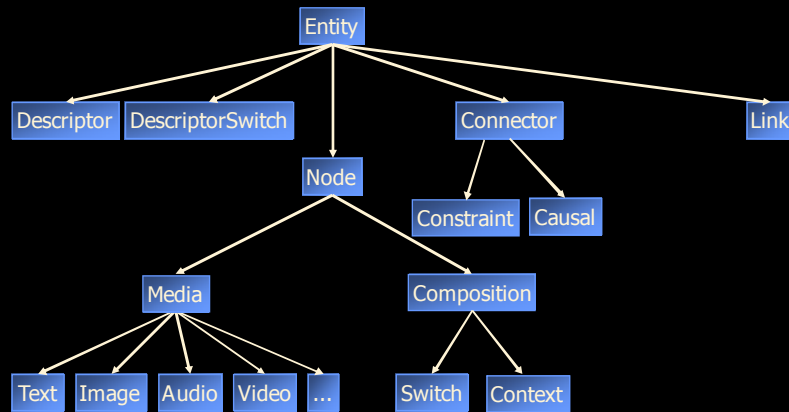 Entity
Descriptor
DescriptorSwitch
Connector
Link
Node
Constraint
Causal
Media
Composition
Text
Image
Audio
Video
...
Switch
Context